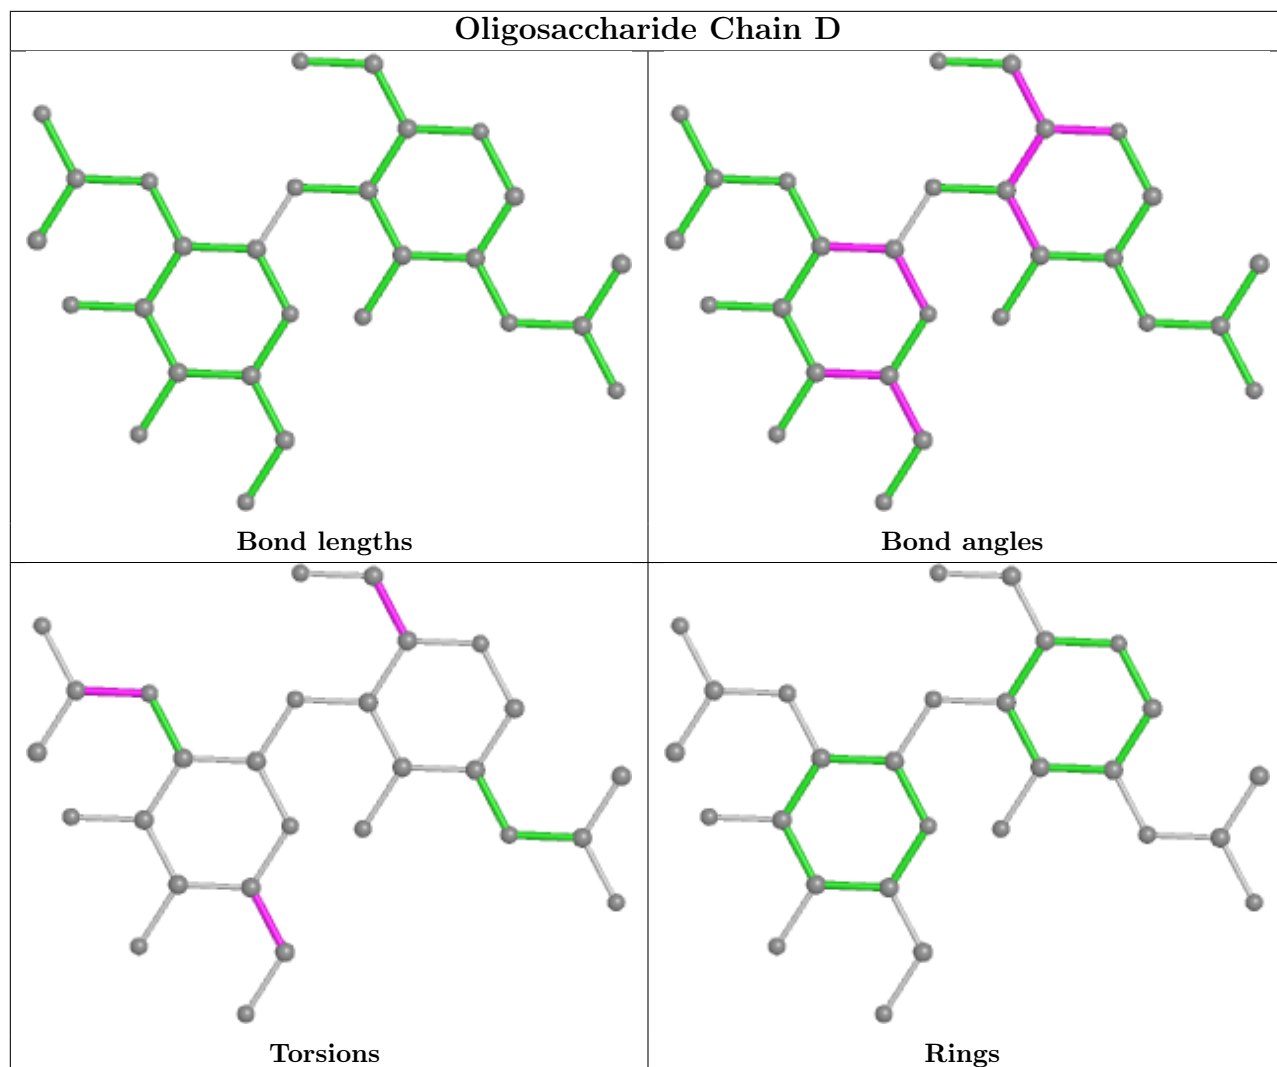 Oligosaccharide Chain D
Bond lengths
Bond angles
Torsions
Rings